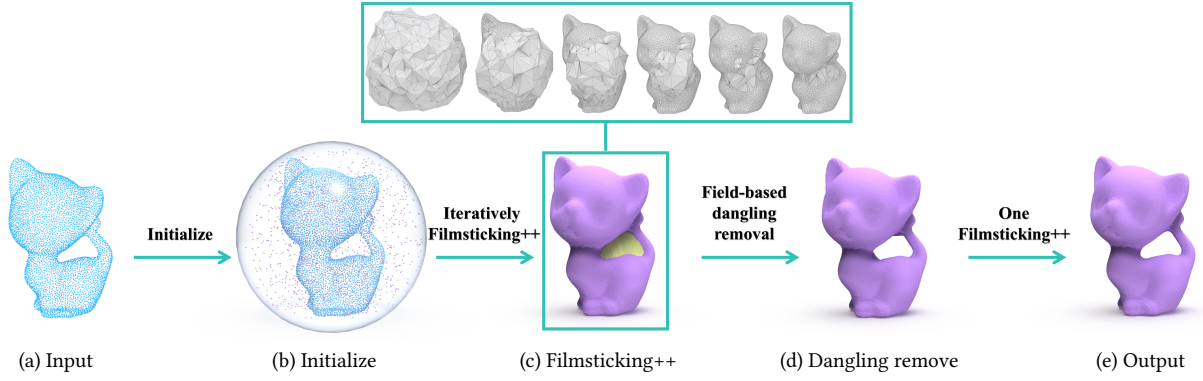 Initialize
Iteratively
Filmsticking++
Field-based
dangling
removal
One
Filmsticking++
(a) Input
(b) Initialize
(c) Filmsticking++
(d) Dangling remove
(e) Output